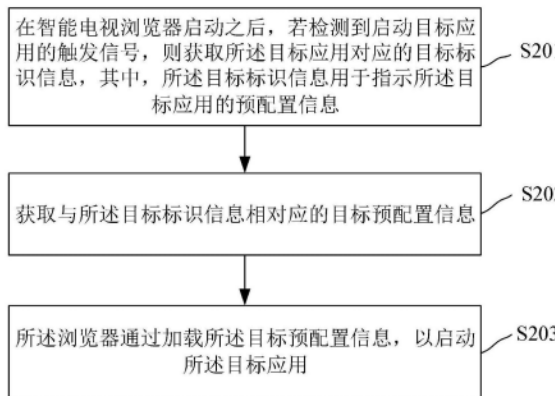 在智能电视浏览器启动之后，若检测到启动目标应
用的触发信号，则获取所述目标应用对应的目标标
识信息，其中，所述目标标识信息用于指示所述目
标应用的预配置信息
S201
获取与所述目标标识信息相对应的目标预配置信息
S202
所述浏览器通过加载所述目标预配置信息，以启动
所述目标应用
S203